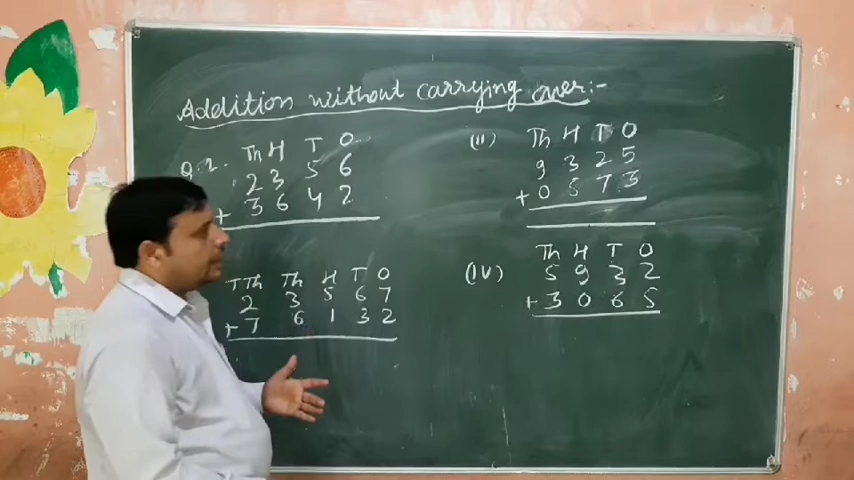 Addition without carrying over:-
Q.2. Th H T O
2 3 5 6
+ 3 6 4 2
(ii) Th H T O
9 3 2 5
+ 0 5 7 3
T Th Th H T O
2 3 5 6 7
+ 7 6 1 3 2
(iv) Th H T O
5 9 3 2
+ 3 0 6 5